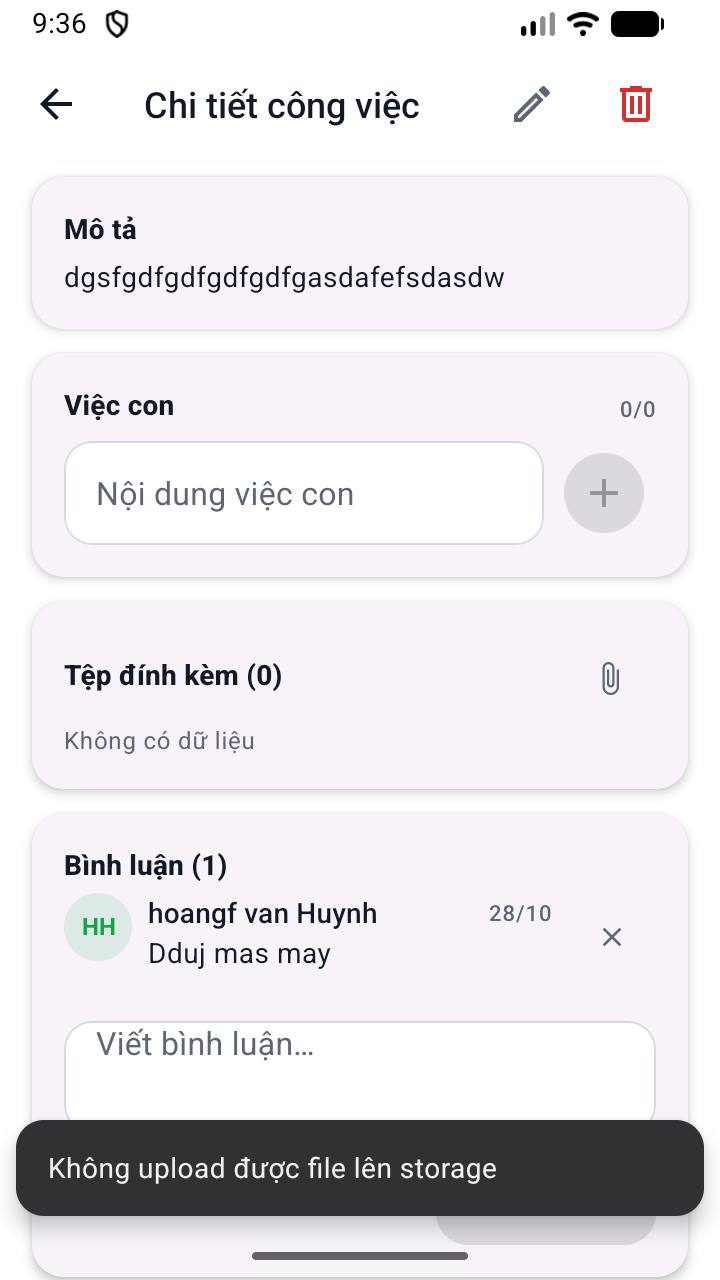 9:36
Chi tiết công việc
Mô tả
dgsfgdfgdfgdfgdfgasdafefsdasdw
Việc con
0/0
Nội dung việc con
Tệp đính kèm (0)
Không có dữ liệu
Bình luận (1)
HH
hoangf van Huynh
28/10
Dduj mas may
Viết bình luận...
Không upload được file lên storage